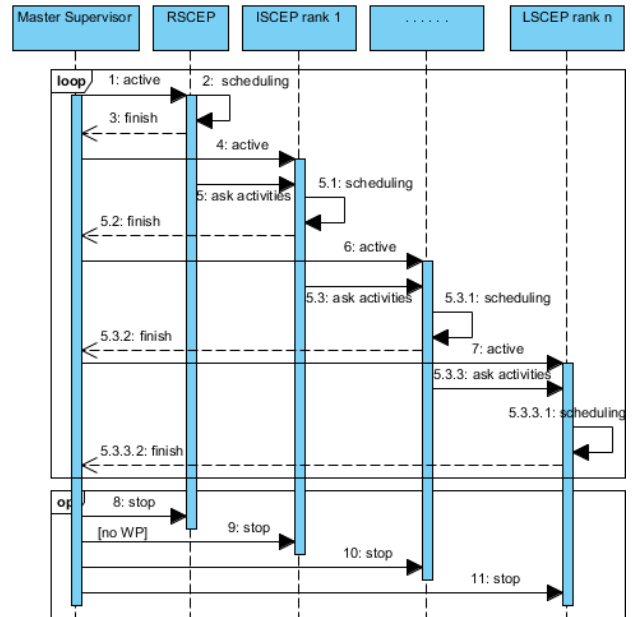 Master Supervisor
RSCEP
ISCEP rank 1
. . . . . .
LSCEP rank n
loop
1: active
2: scheduling
3: finish
4: active
5: ask activities
5.1: scheduling
5.2: finish
6: active
5.3: ask activities
5.3.1: scheduling
5.3.2: finish
7: active
5.3.3: ask activities
5.3.3.1: scheduling
5.3.3.2: finish
op
8: stop
[no WP]
9: stop
10: stop
11: stop